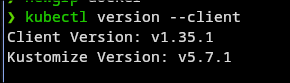 ❯ kubectl version --client
Client Version: v1.35.1
Kustomize Version: v5.7.1